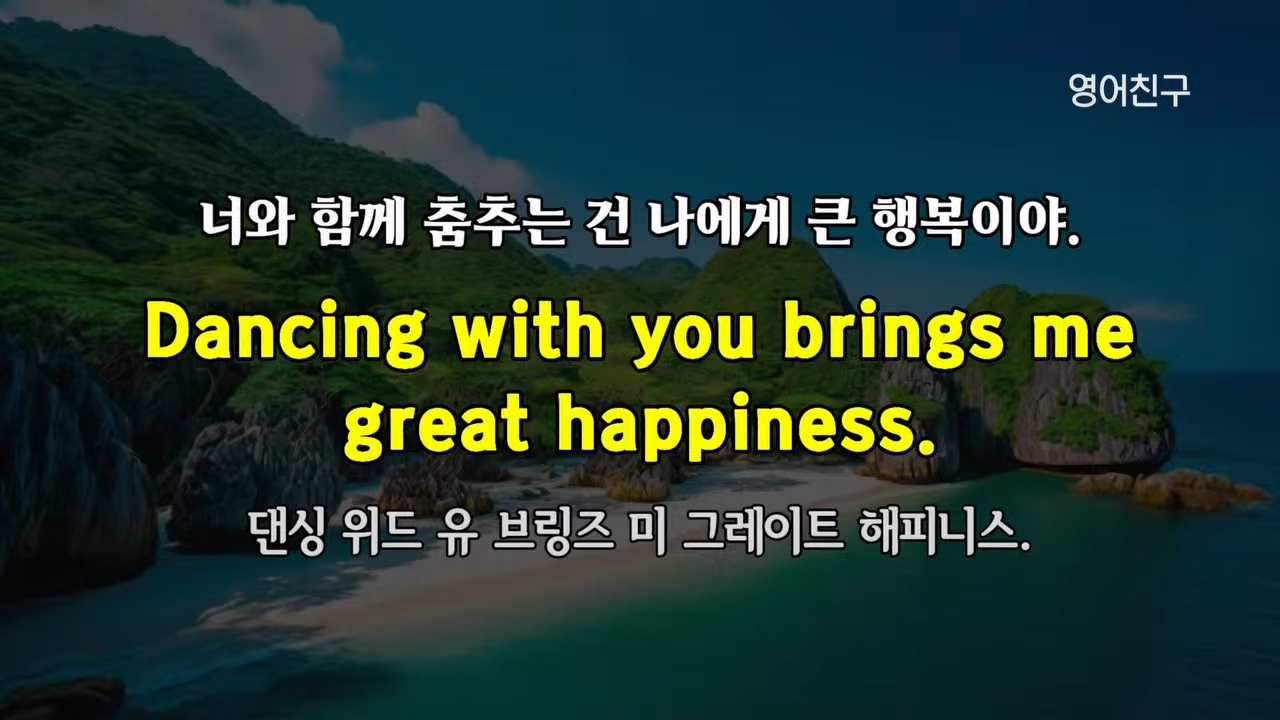 영어친구
너와 함께 춤추는 건 나에게 큰 행복이야.
Dancing with you brings me
great happiness.
댄싱 위드 유 브링즈 미 그레이트 해피니스.